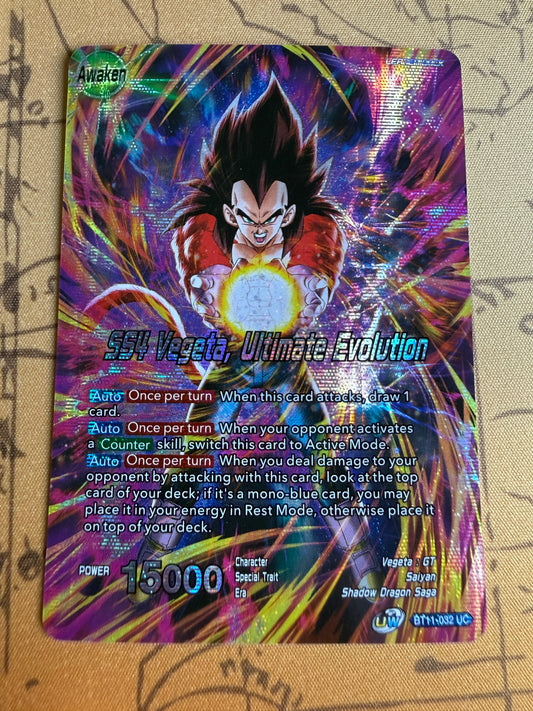 Awaken
SS4 Vegeta, Ultimate Evolution
Auto Once per turn When this card attacks, draw 1
card.
Auto Once per turn When your opponent activates
a Counter skill, switch this card to Active Mode.
Auto Once per turn When you deal damage to your
opponent by attacking with this card, look at the top
card of your deck; if it's a mono-blue card, you may
place it in your energy in Rest Mode, otherwise place it
on top of your deck.
POWER 15000
Character Vegeta : GT
Special Trait Saiyan
Era Shadow Dragon Saga
UW BT11-032 UC